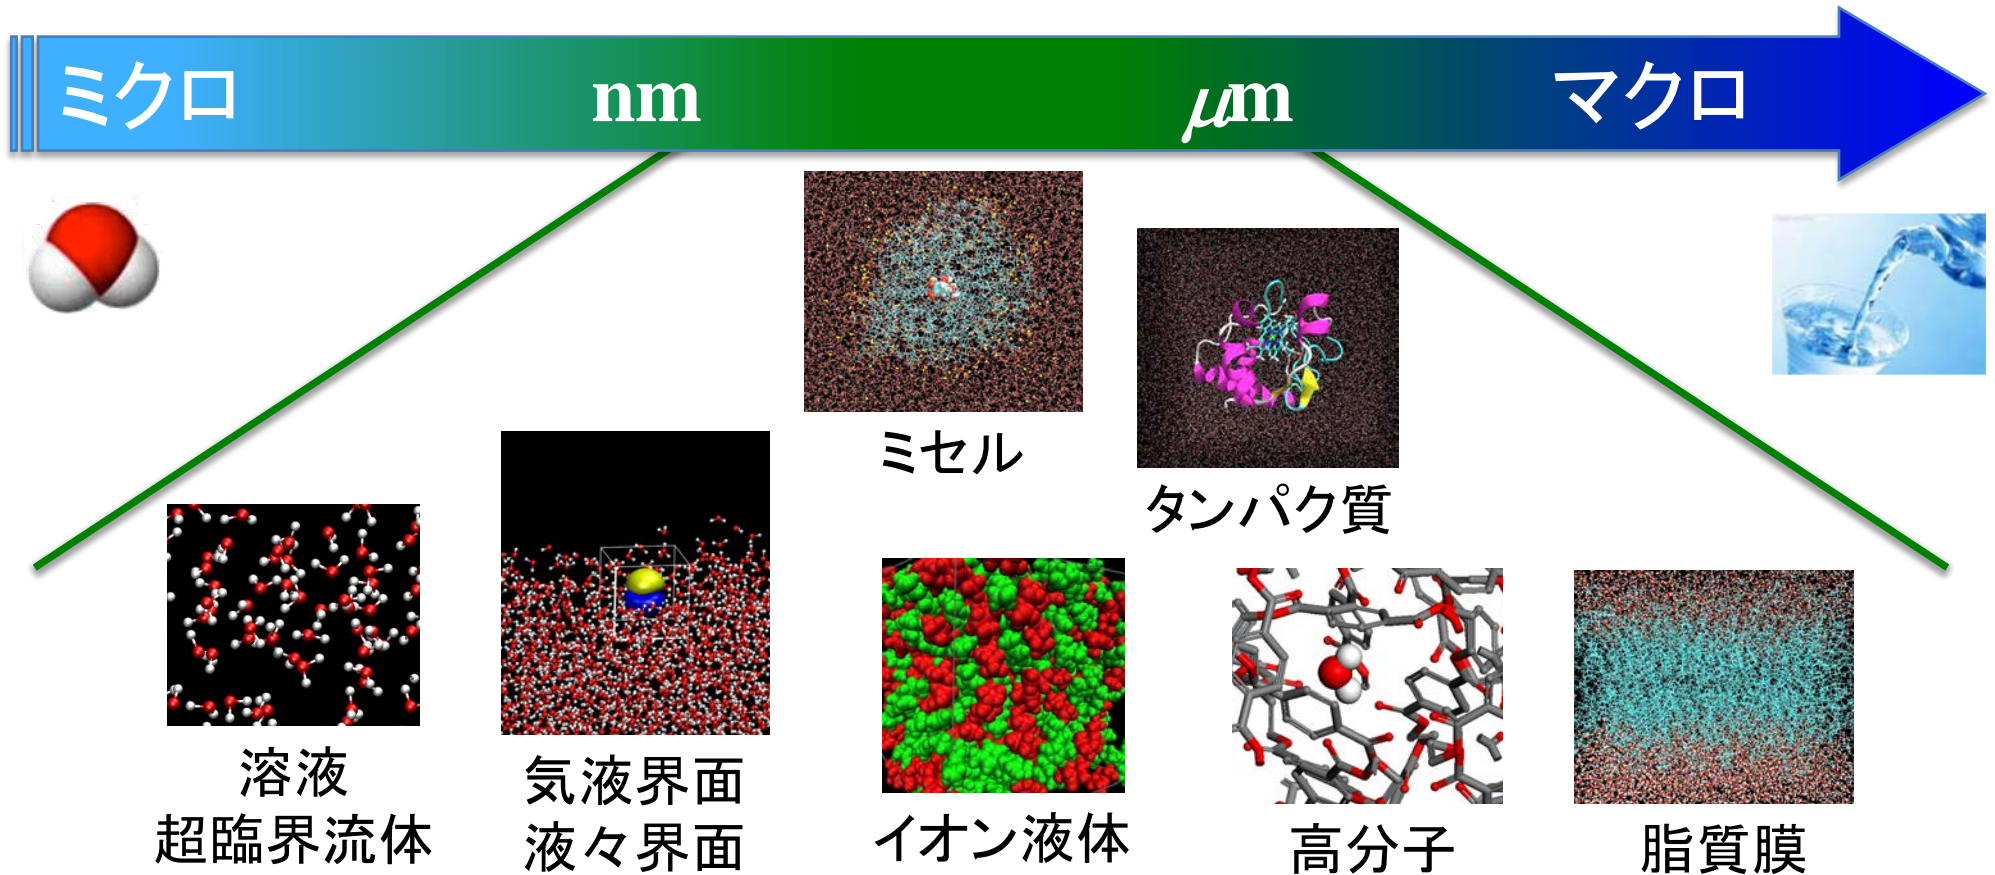 ミクロ
nm
μm
マクロ
ミセル
タンパク質
溶液
超臨界流体
気液界面
液々界面
イオン液体
高分子
脂質膜